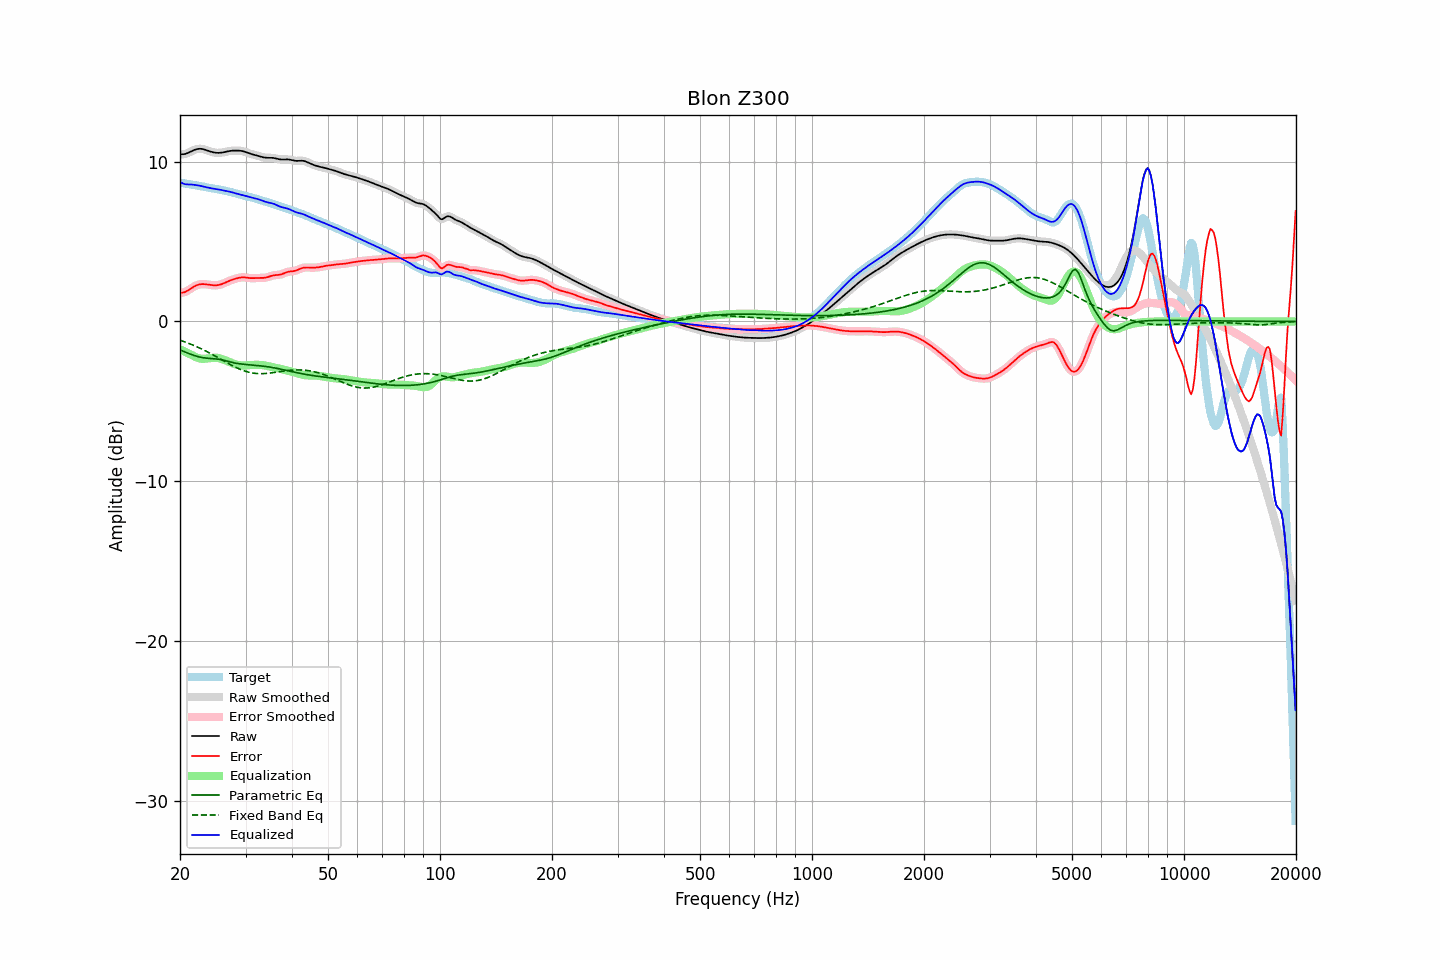 Blon Z300
Amplitude (dBr)
10
0
−10
−20
−30
Target
Raw Smoothed
Error Smoothed
Raw
Error
Equalization
Parametric Eq
Fixed Band Eq
Equalized
20 50 100 200 500 1000 2000 5000 10000 20000
Frequency (Hz)